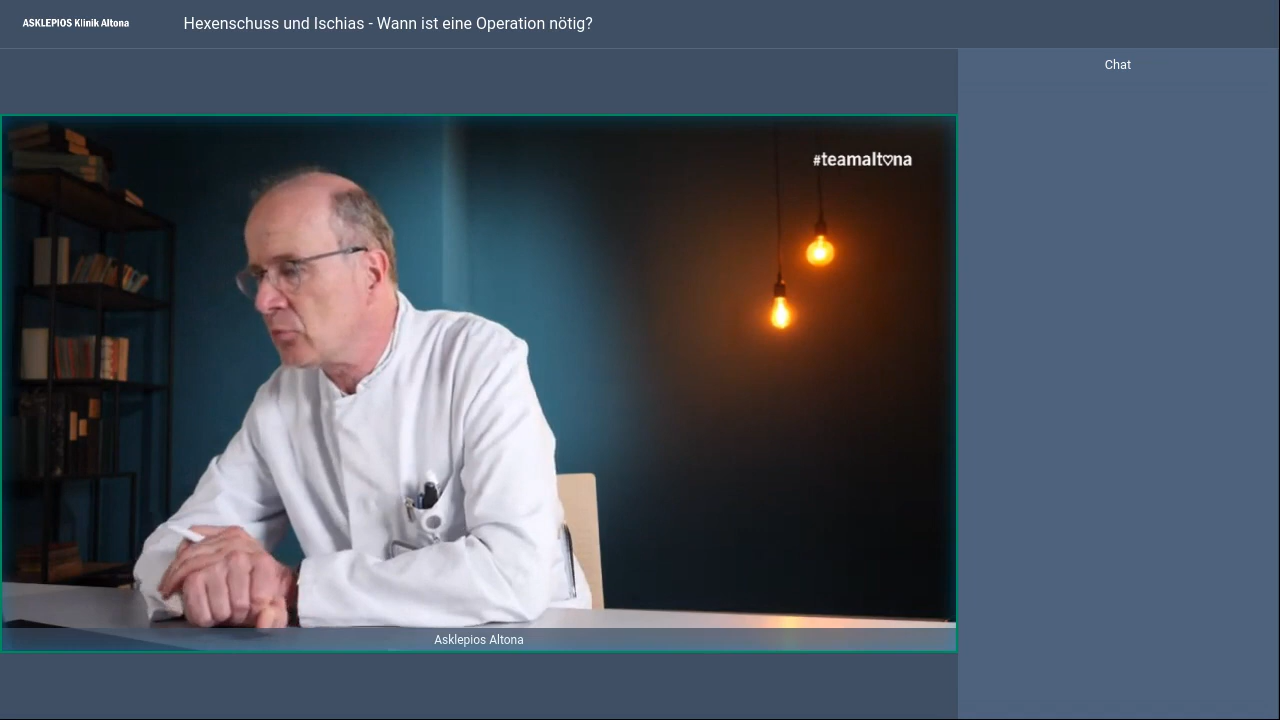 ASKLEPIOS Klinik Altona
Hexenschuss und Ischias - Wann ist eine Operation nötig?
Chat
#teamaltona
Asklepios Altona